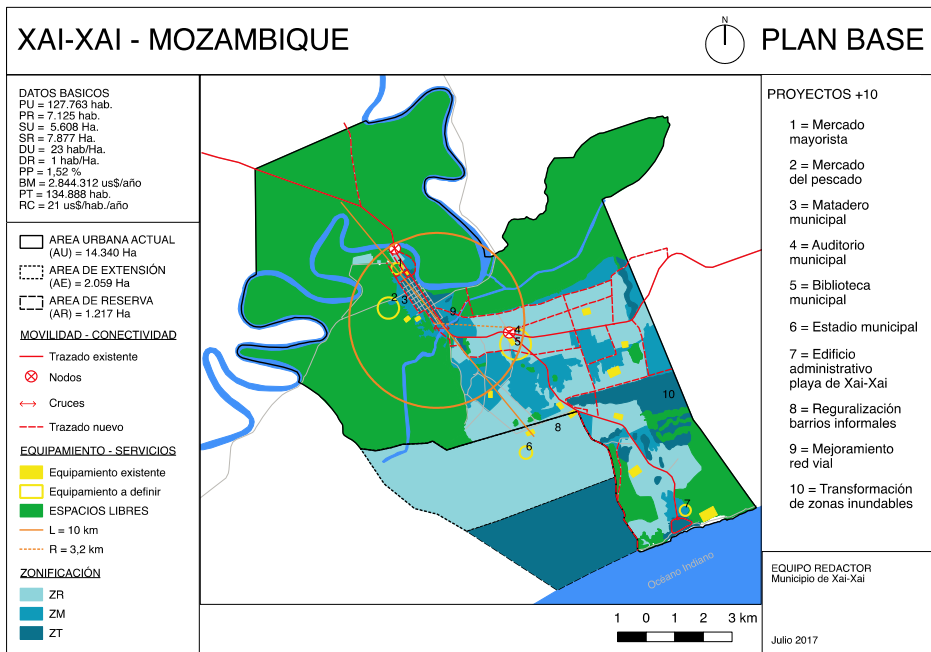 XAI-XAI - MOZAMBIQUE
N
PLAN BASE
DATOS BASICOS
PU = 127.763 hab.
PR = 7.125 hab.
SU = 5.608 Ha.
SR = 7.877 Ha.
DU = 23 hab/Ha.
DR = 1 hab/Ha.
PP = 1,52 %
BM = 2.844.312 us$/año
PT = 134.888 hab.
RC = 21 us$/hab./año
AREA URBANA ACTUAL
(AU) = 14.340 Ha
AREA DE EXTENSIÓN
(AE) = 2.059 Ha
AREA DE RESERVA
(AR) = 1.217 Ha
MOVILIDAD - CONECTIVIDAD
Trazado existente
Nodos
Cruces
Trazado nuevo
EQUIPAMIENTO - SERVICIOS
Equipamiento existente
Equipamiento a definir
ESPACIOS LIBRES
L = 10 km
R = 3,2 km
ZONIFICACIÓN
ZR
ZM
ZT
1
2
3
9
4
5
10
8
6
7
Océano Indiano
1 0 1 2 3 km
PROYECTOS +10
1 = Mercado
mayorista
2 = Mercado
del pescado
3 = Matadero
municipal
4 = Auditorio
municipal
5 = Biblioteca
municipal
6 = Estadio municipal
7 = Edificio
administrativo
playa de Xai-Xai
8 = Reguralización
barrios informales
9 = Mejoramiento
red vial
10 = Transformación
de zonas inundables
EQUIPO REDACTOR
Municipio de Xai-Xai
Julio 2017